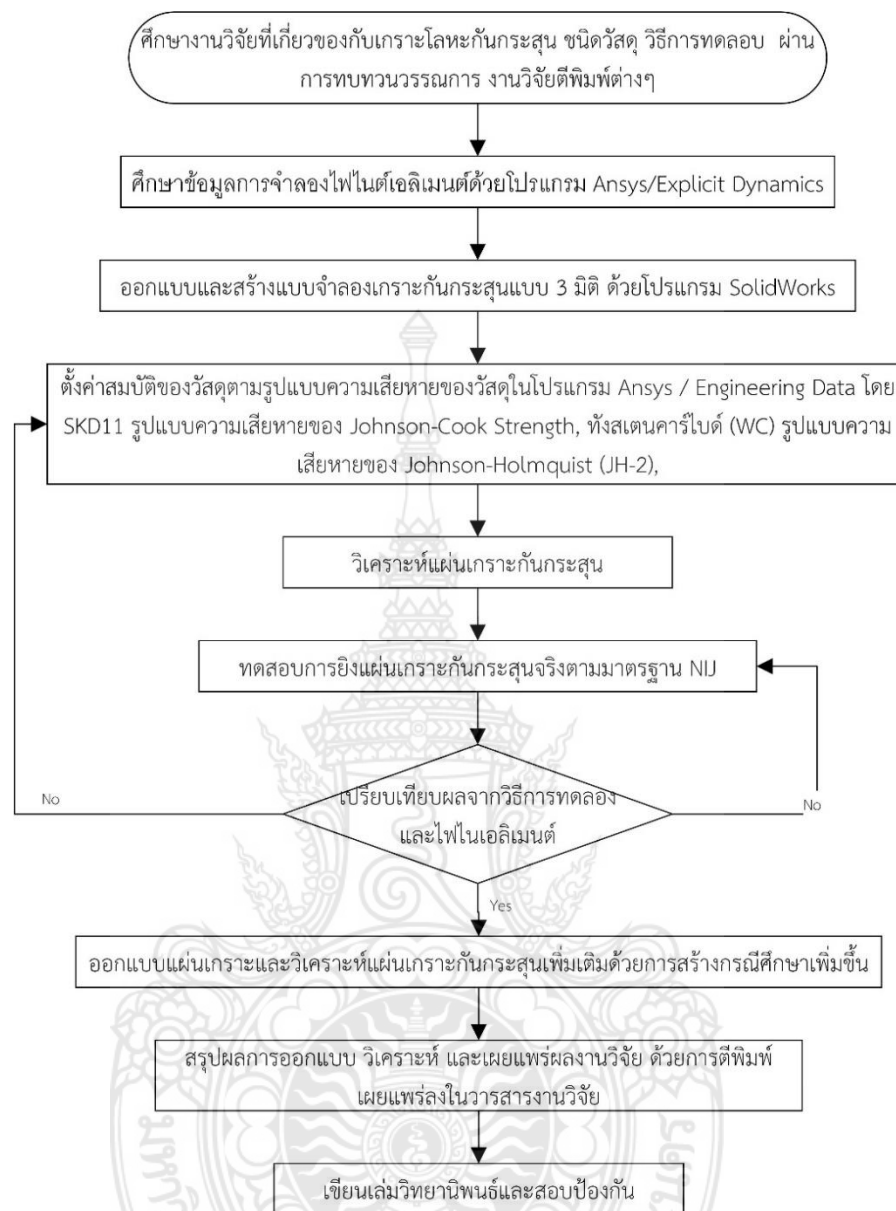 ศึกษางานวิจัยที่เกี่ยวของกับเกราะโลหะกันกระสุน ชนิดวัสดุ วิธีการทดลอบ ผ่าน
การทบทวนวรรณการ งานวิจัยตีพิมพ์ต่างๆ
ศึกษาข้อมูลการจำลองไฟไนต์เอลิเมนต์ด้วยโปรแกรม Ansys/Explicit Dynamics
ออกแบบและสร้างแบบจำลองเกราะกันกระสุนแบบ 3 มิติ ด้วยโปรแกรม SolidWorks
ตั้งค่าสมบัติของวัสดุตามรูปแบบความเสียหายของวัสดุในโปรแกรม Ansys / Engineering Data โดย
SKD11 รูปแบบความเสียหายของ Johnson-Cook Strength, ทังสเตนคาร์ไบด์ (WC) รูปแบบความ
เสียหายของ Johnson-Holmquist (JH-2),
วิเคราะห์แผ่นเกราะกันกระสุน
ทดสอบการยิงแผ่นเกราะกันกระสุนจริงตามมาตรฐาน NIJ
เปรียบเทียบผลจากวิธีการทดลอง
และไฟไนเอลิเมนต์
No
No
Yes
ออกแบบแผ่นเกราะและวิเคราะห์แผ่นเกราะกันกระสุนเพิ่มเติมด้วยการสร้างกรณีศึกษาเพิ่มขึ้น
สรุปผลการออกแบบ วิเคราะห์ และเผยแพร่ผลงานวิจัย ด้วยการตีพิมพ์
เผยแพร่ลงในวารสารงานวิจัย
เขียนเล่มวิทยานิพนธ์และสอบป้องกัน